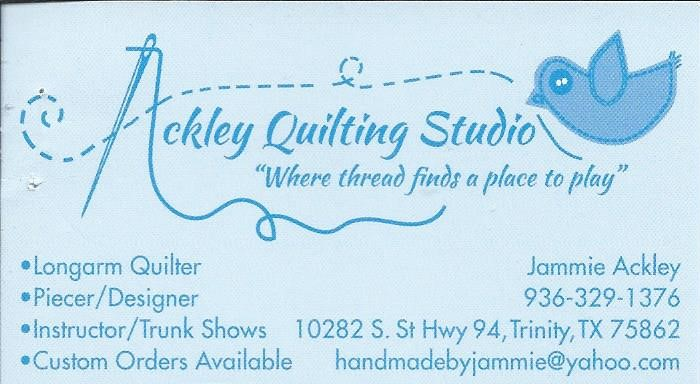 Ackley Quilting Studio
“Where thread finds a place to play”
•Longarm Quilter
Jammie Ackley
•Piecer/Designer
936-329-1376
•Instructor/Trunk Shows
10282 S. St Hwy 94, Trinity, TX 75862
•Custom Orders Available
handmadebyjammie@yahoo.com